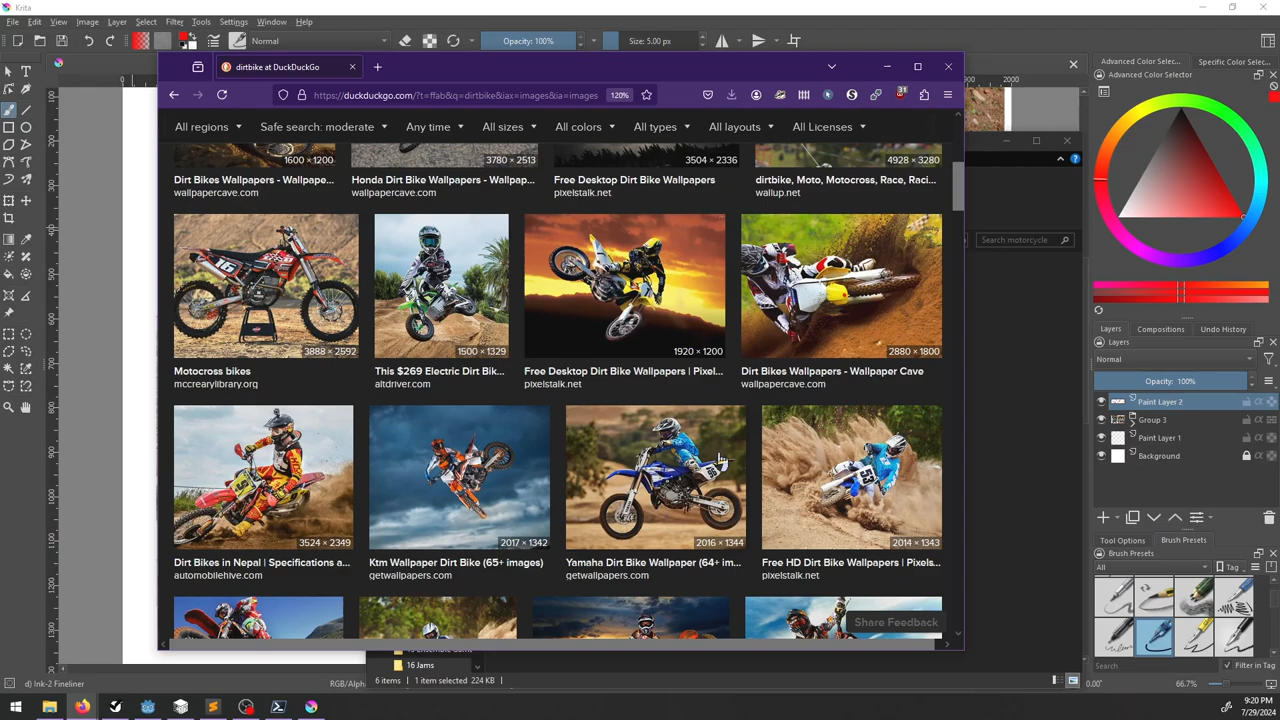 Krita
File Edit View Image Layer Select Filter Tools Settings Window Help
Normal
Opacity: 100%
Size: 5.00 px
dirtbike at DuckDuckGo
https://duckduckgo.com/?t=ffab&q=dirtbike&iax=images&ia=images
120%
31
All regions Safe search: moderate Any time All sizes All colors All types All layouts All Licenses
1600 × 1200 3780 × 2513 3504 × 2336 4928 × 3280
Dirt Bikes Wallpapers - Wallpape... Honda Dirt Bike Wallpapers - Wallpap... Free Desktop Dirt Bike Wallpapers dirtbike, Moto, Motocross, Race, Raci...
wallpapercave.com wallpapercave.com pixelstalk.net wallup.net
3888 × 2592 1500 × 1329 1920 × 1200 2880 × 1800
Motocross bikes This $269 Electric Dirt Bik... Free Desktop Dirt Bike Wallpapers | Pixel... Dirt Bikes Wallpapers - Wallpaper Cave
mccrearylibrary.org altdriver.com pixelstalk.net wallpapercave.com
3524 × 2349 2017 × 1342 2016 × 1344 2014 × 1343
Dirt Bikes in Nepal | Specifications a... Ktm Wallpaper Dirt Bike (65+ images) Yamaha Dirt Bike Wallpaper (64+ im... Free HD Dirt Bike Wallpapers | Pixels...
automobilehive.com getwallpapers.com getwallpapers.com pixelstalk.net
Share Feedback
16 Jams
6 items 1 item selected 224 KB
Search motorcycle
2000
Advanced Color Selec... Specific Color Selec...
Advanced Color Selector
Layers Compositions Undo History
Layers
Normal
Opacity: 100%
Paint Layer 2
Group 3
Paint Layer 1
Background
Tool Options Brush Presets
Brush Presets
All Tag
Search Filter in Tag
d) Ink-2 Fineliner
RGB/Alpha
0.00° 66.7%
9:20 PM
7/29/2024